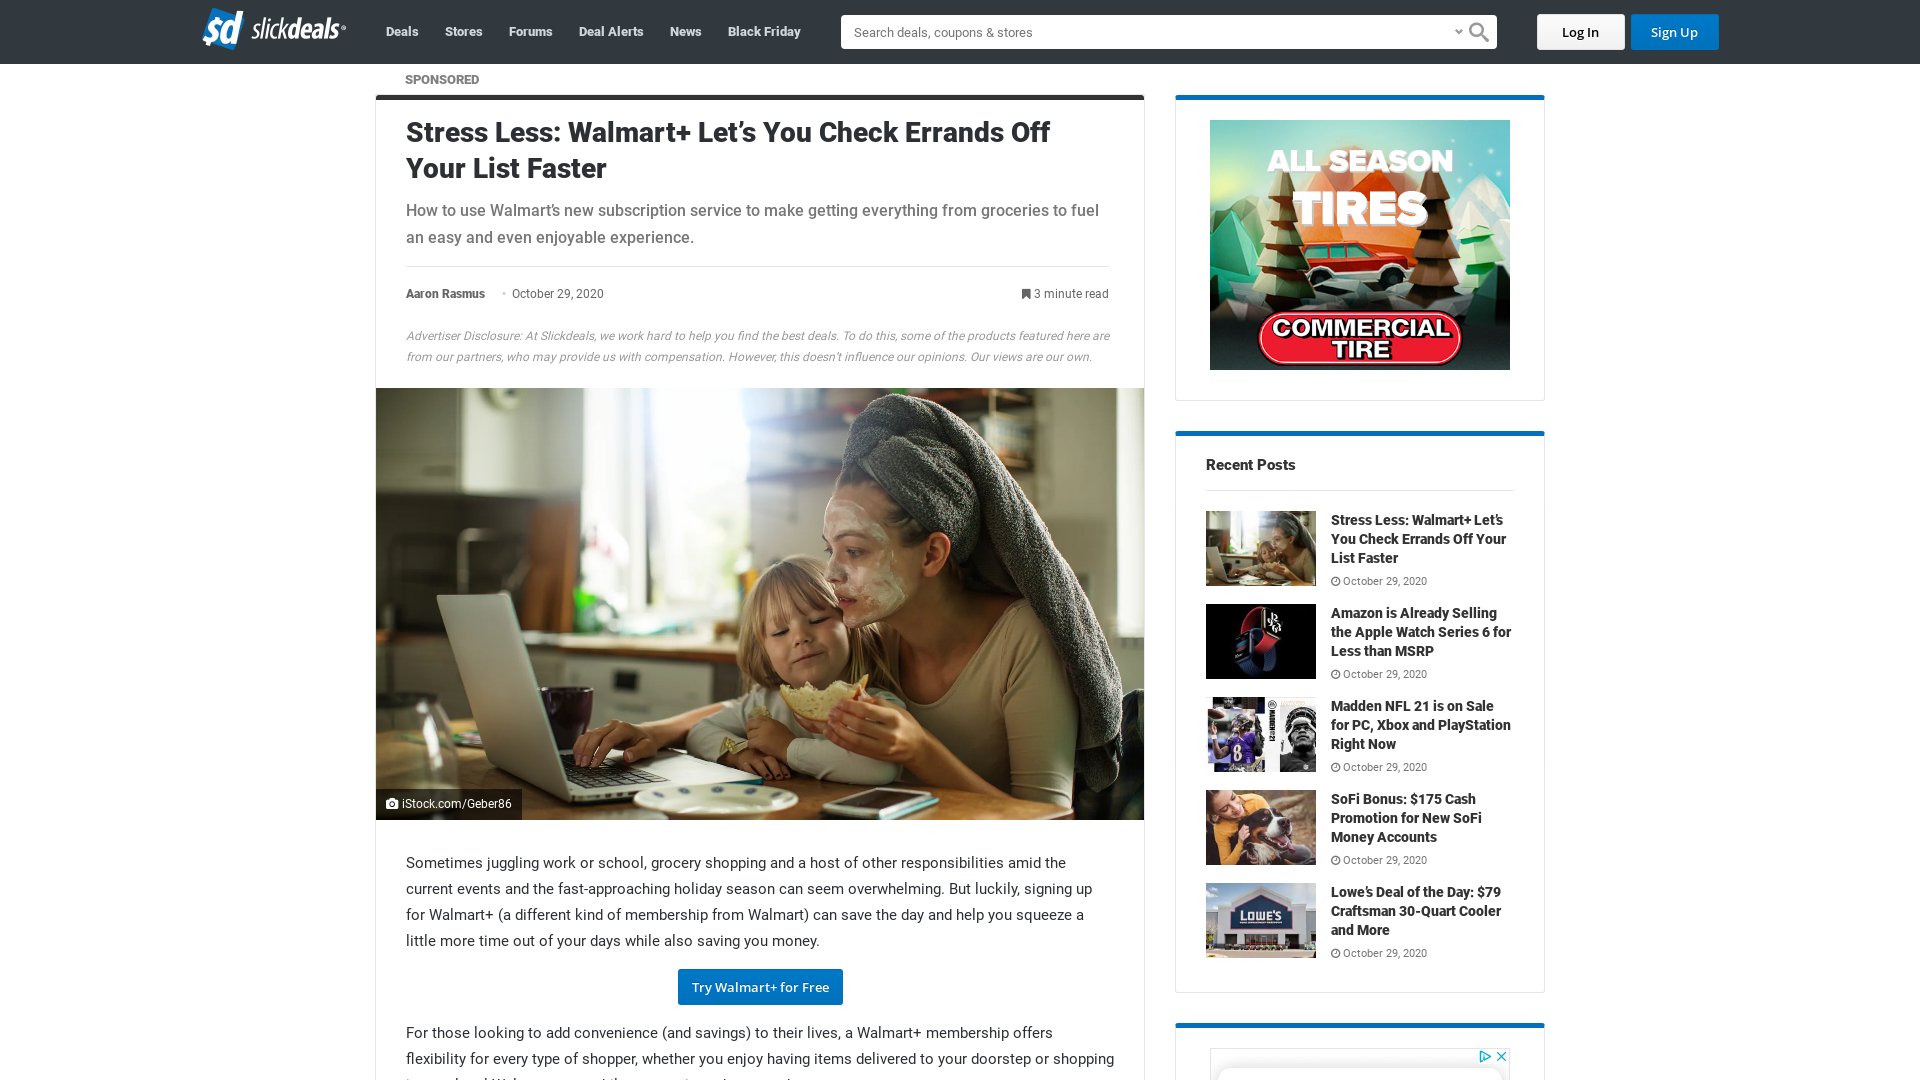 $d slickdeals®
Deals
Stores
Forums
Deal Alerts
News
Black Friday
Search deals, coupons & stores
Log In
Sign Up
SPONSORED
Stress Less: Walmart+ Let’s You Check Errands Off
Your List Faster
How to use Walmart’s new subscription service to make getting everything from groceries to fuel
an easy and even enjoyable experience.
Aaron Rasmus • October 29, 2020
3 minute read
Advertiser Disclosure: At Slickdeals, we work hard to help you find the best deals. To do this, some of the products featured here are
from our partners, who may provide us with compensation. However, this doesn’t influence our opinions. Our views are our own.
iStock.com/Geber86
Sometimes juggling work or school, grocery shopping and a host of other responsibilities amid the
current events and the fast-approaching holiday season can seem overwhelming. But luckily, signing up
for Walmart+ (a different kind of membership from Walmart) can save the day and help you squeeze a
little more time out of your days while also saving you money.
Try Walmart+ for Free
For those looking to add convenience (and savings) to their lives, a Walmart+ membership offers
flexibility for every type of shopper, whether you enjoy having items delivered to your doorstep or shopping
ALL SEASON
TIRES
COMMERCIAL
TIRE
Recent Posts
Stress Less: Walmart+ Let’s
You Check Errands Off Your
List Faster
October 29, 2020
Amazon is Already Selling
the Apple Watch Series 6 for
Less than MSRP
October 29, 2020
Madden NFL 21 is on Sale
for PC, Xbox and PlayStation
Right Now
October 29, 2020
8
SoFi Bonus: $175 Cash
Promotion for New SoFi
Money Accounts
October 29, 2020
LOWE'S
Lowe’s Deal of the Day: $79
Craftsman 30-Quart Cooler
and More
October 29, 2020